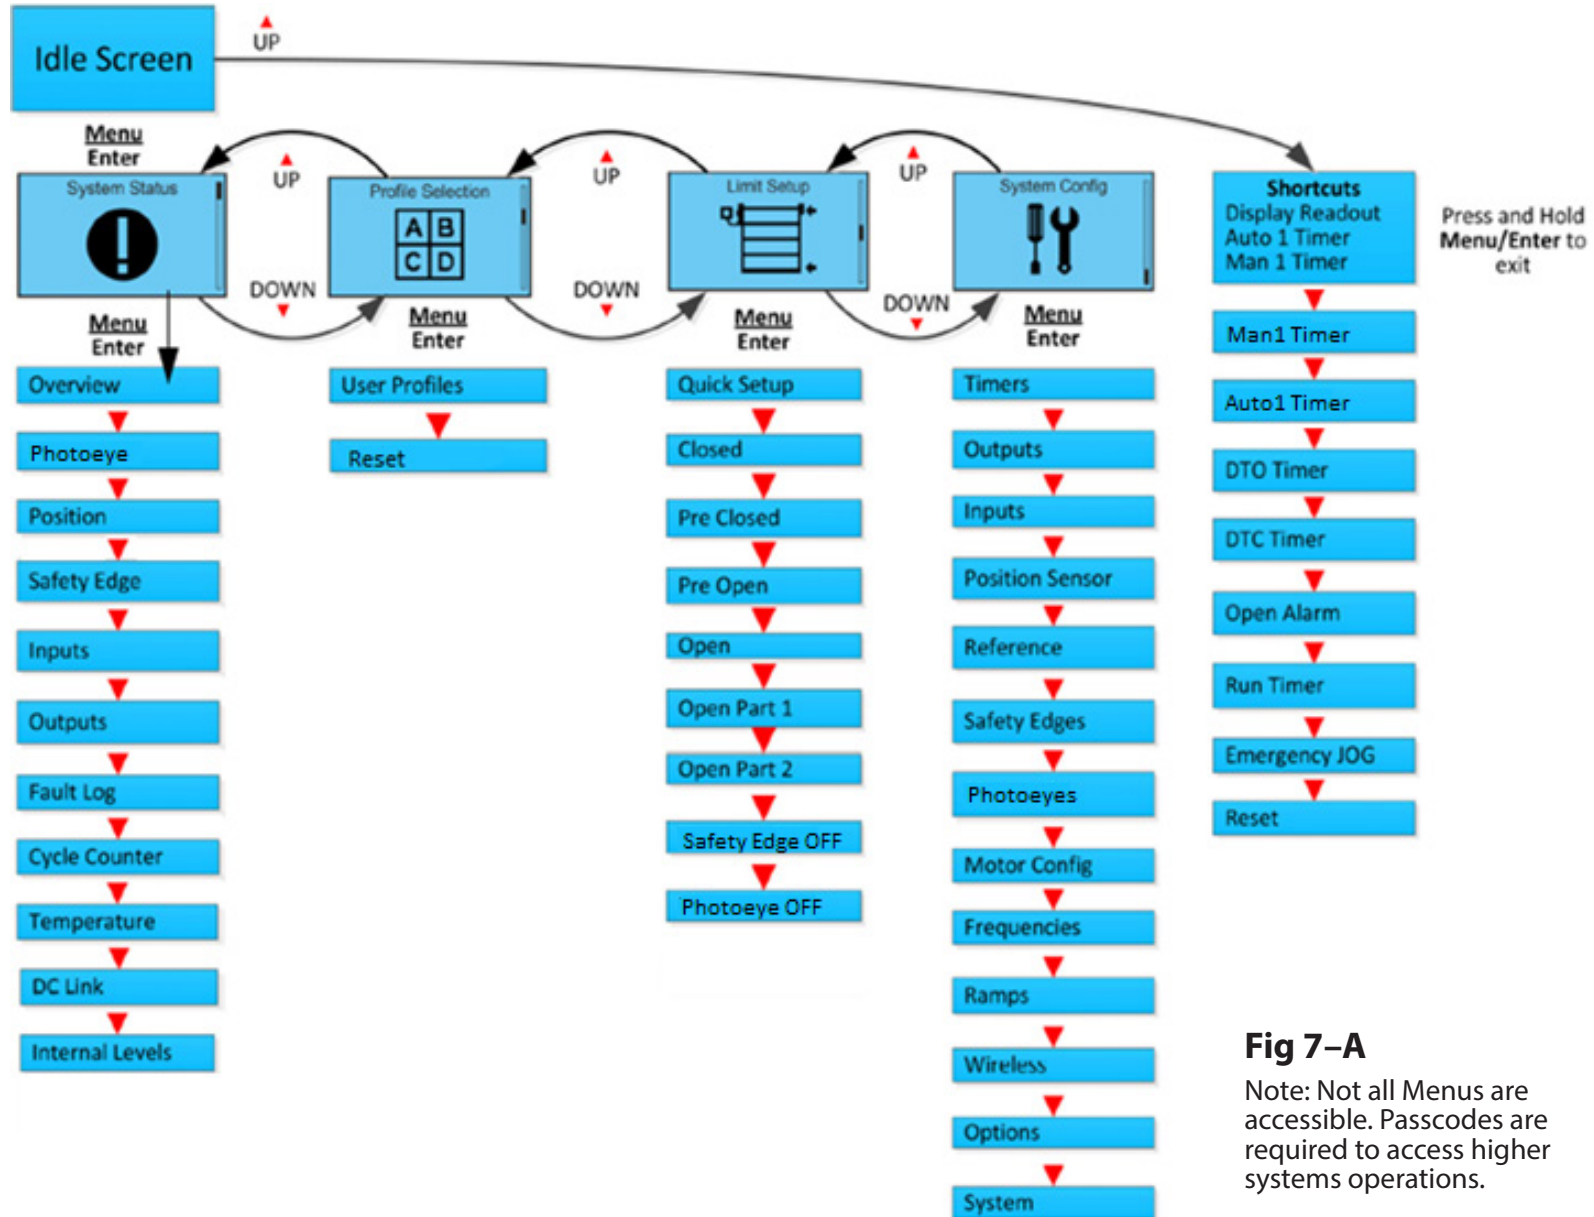 Idle Screen
UP
Menu
Enter
System Status
UP
DOWN
Profile Selection
A B
C D
UP
DOWN
Limit Setup
UP
DOWN
System Config
Shortcuts
Display Readout
Auto 1 Timer
Man 1 Timer
Press and Hold
Menu/Enter to
exit
Menu
Enter
Overview
Photoeye
Position
Safety Edge
Inputs
Outputs
Fault Log
Cycle Counter
Temperature
DC Link
Internal Levels
Menu
Enter
User Profiles
Reset
Menu
Enter
Quick Setup
Closed
Pre Closed
Pre Open
Open
Open Part 1
Open Part 2
Safety Edge OFF
Photoeye OFF
Menu
Enter
Timers
Outputs
Inputs
Position Sensor
Reference
Safety Edges
Photoeyes
Motor Config
Frequencies
Ramps
Wireless
Options
System
Man1 Timer
Auto1 Timer
DTO Timer
DTC Timer
Open Alarm
Run Timer
Emergency JOG
Reset
Fig 7–A
Note: Not all Menus are
accessible. Passcodes are
required to access higher
systems operations.